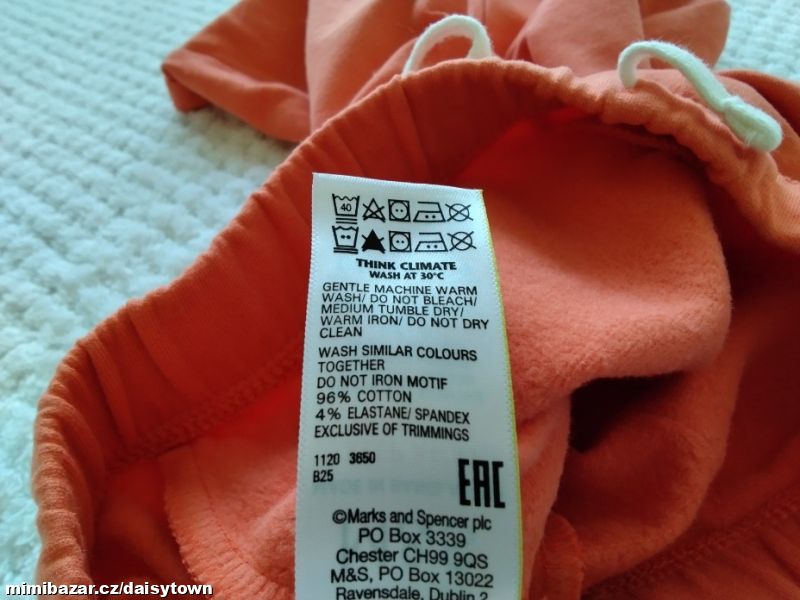 40
THINK CLIMATE
WASH AT 30°C
GENTLE MACHINE WARM
WASH/ DO NOT BLEACH/
MEDIUM TUMBLE DRY/
WARM IRON/ DO NOT DRY
CLEAN
WASH SIMILAR COLOURS
TOGETHER
DO NOT IRON MOTIF
96% COTTON
4% ELASTANE/ SPANDEX
EXCLUSIVE OF TRIMMINGS
1120 3650
B25
EAC
©Marks and Spencer plc
PO Box 3339
Chester CH99 9QS
M&S, PO Box 13022
Ravensdale, Dublin 2
mimibazar.cz/daisytown